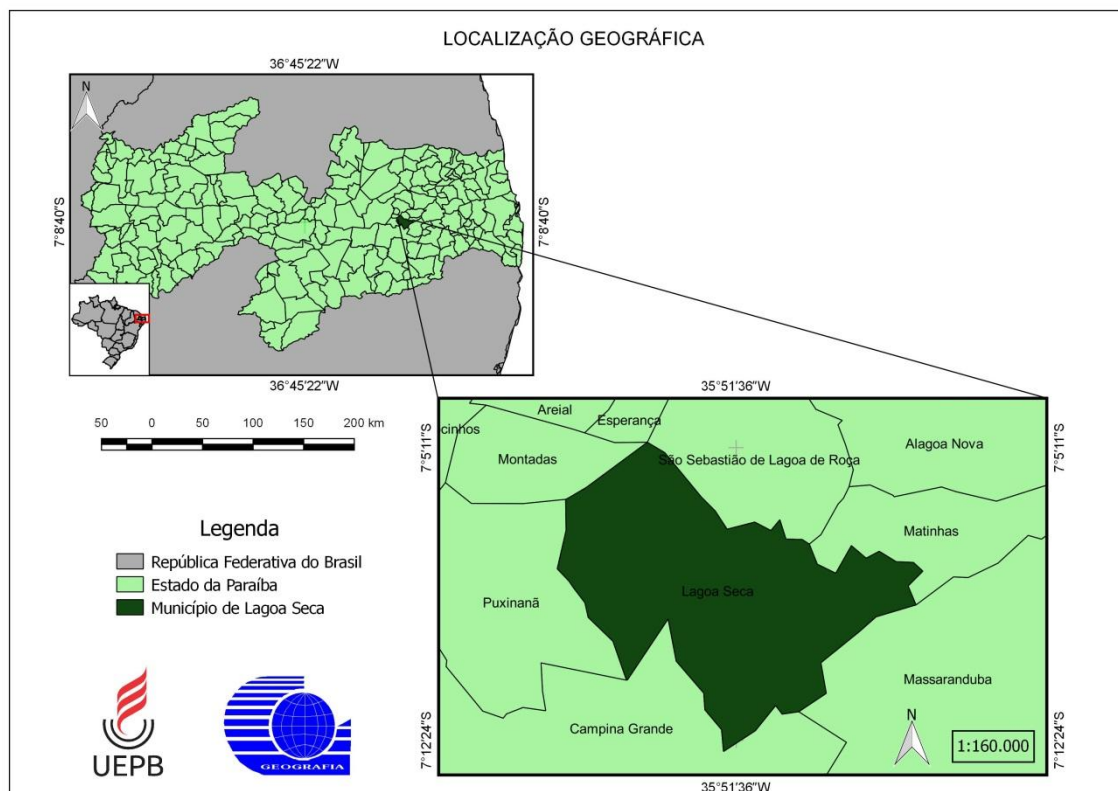 LOCALIZAÇÃO GEOGRÁFICA
36°45'22"W
N
7°8'40"S
7°8'40"S
36°45'22"W
50 0 50 100 150 200 km
Legenda
República Federativa do Brasil
Estado da Paraíba
Município de Lagoa Seca
UEPB
GEOGRAFIA
35°51'36"W
7°5'11"S
7°5'11"S
Areial
Esperança
cinhos
Montadas
São Sebastião de Lagoa de Roça
Alagoa Nova
Matinhas
Puxinanã
Lagoa Seca
Massaranduba
Campina Grande
N
1:160.000
7°12'24"S
7°12'24"S
35°51'36"W